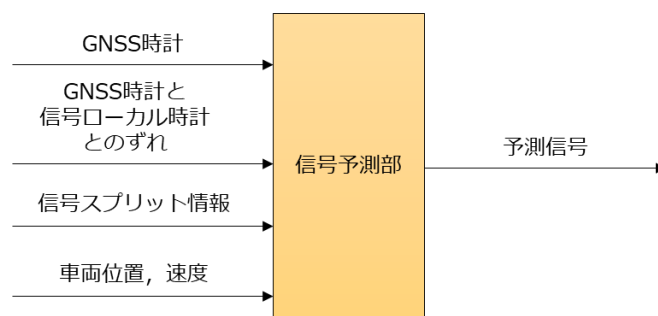 GNSS時計
GNSS時計と
信号ローカル時計
とのずれ
信号スプリット情報
車両位置，速度
信号予測部
予測信号